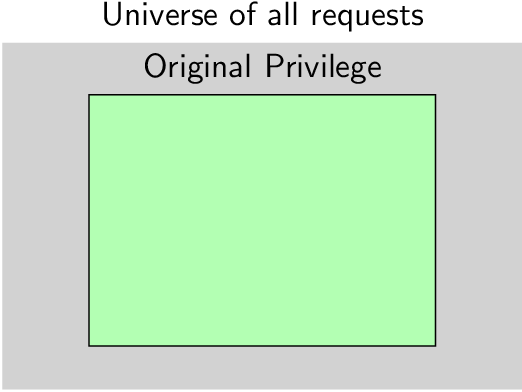 Universe of all requests
Original Privilege